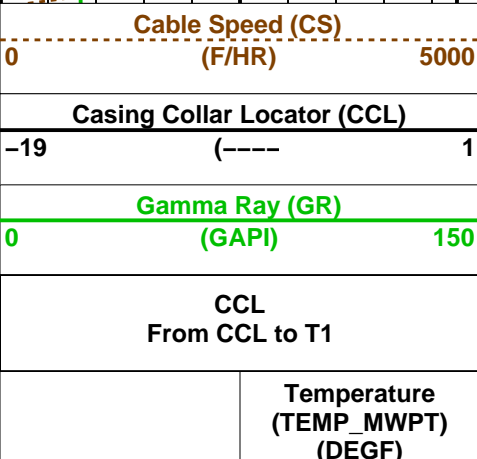 Cable Speed (CS)
0 (F/HR) 5000
Casing Collar Locator (CCL)
−19 (−−−− 1
Gamma Ray (GR)
0 (GAPI) 150
CCL
From CCL to T1
Temperature
(TEMP_MWPT)
(DEGF)